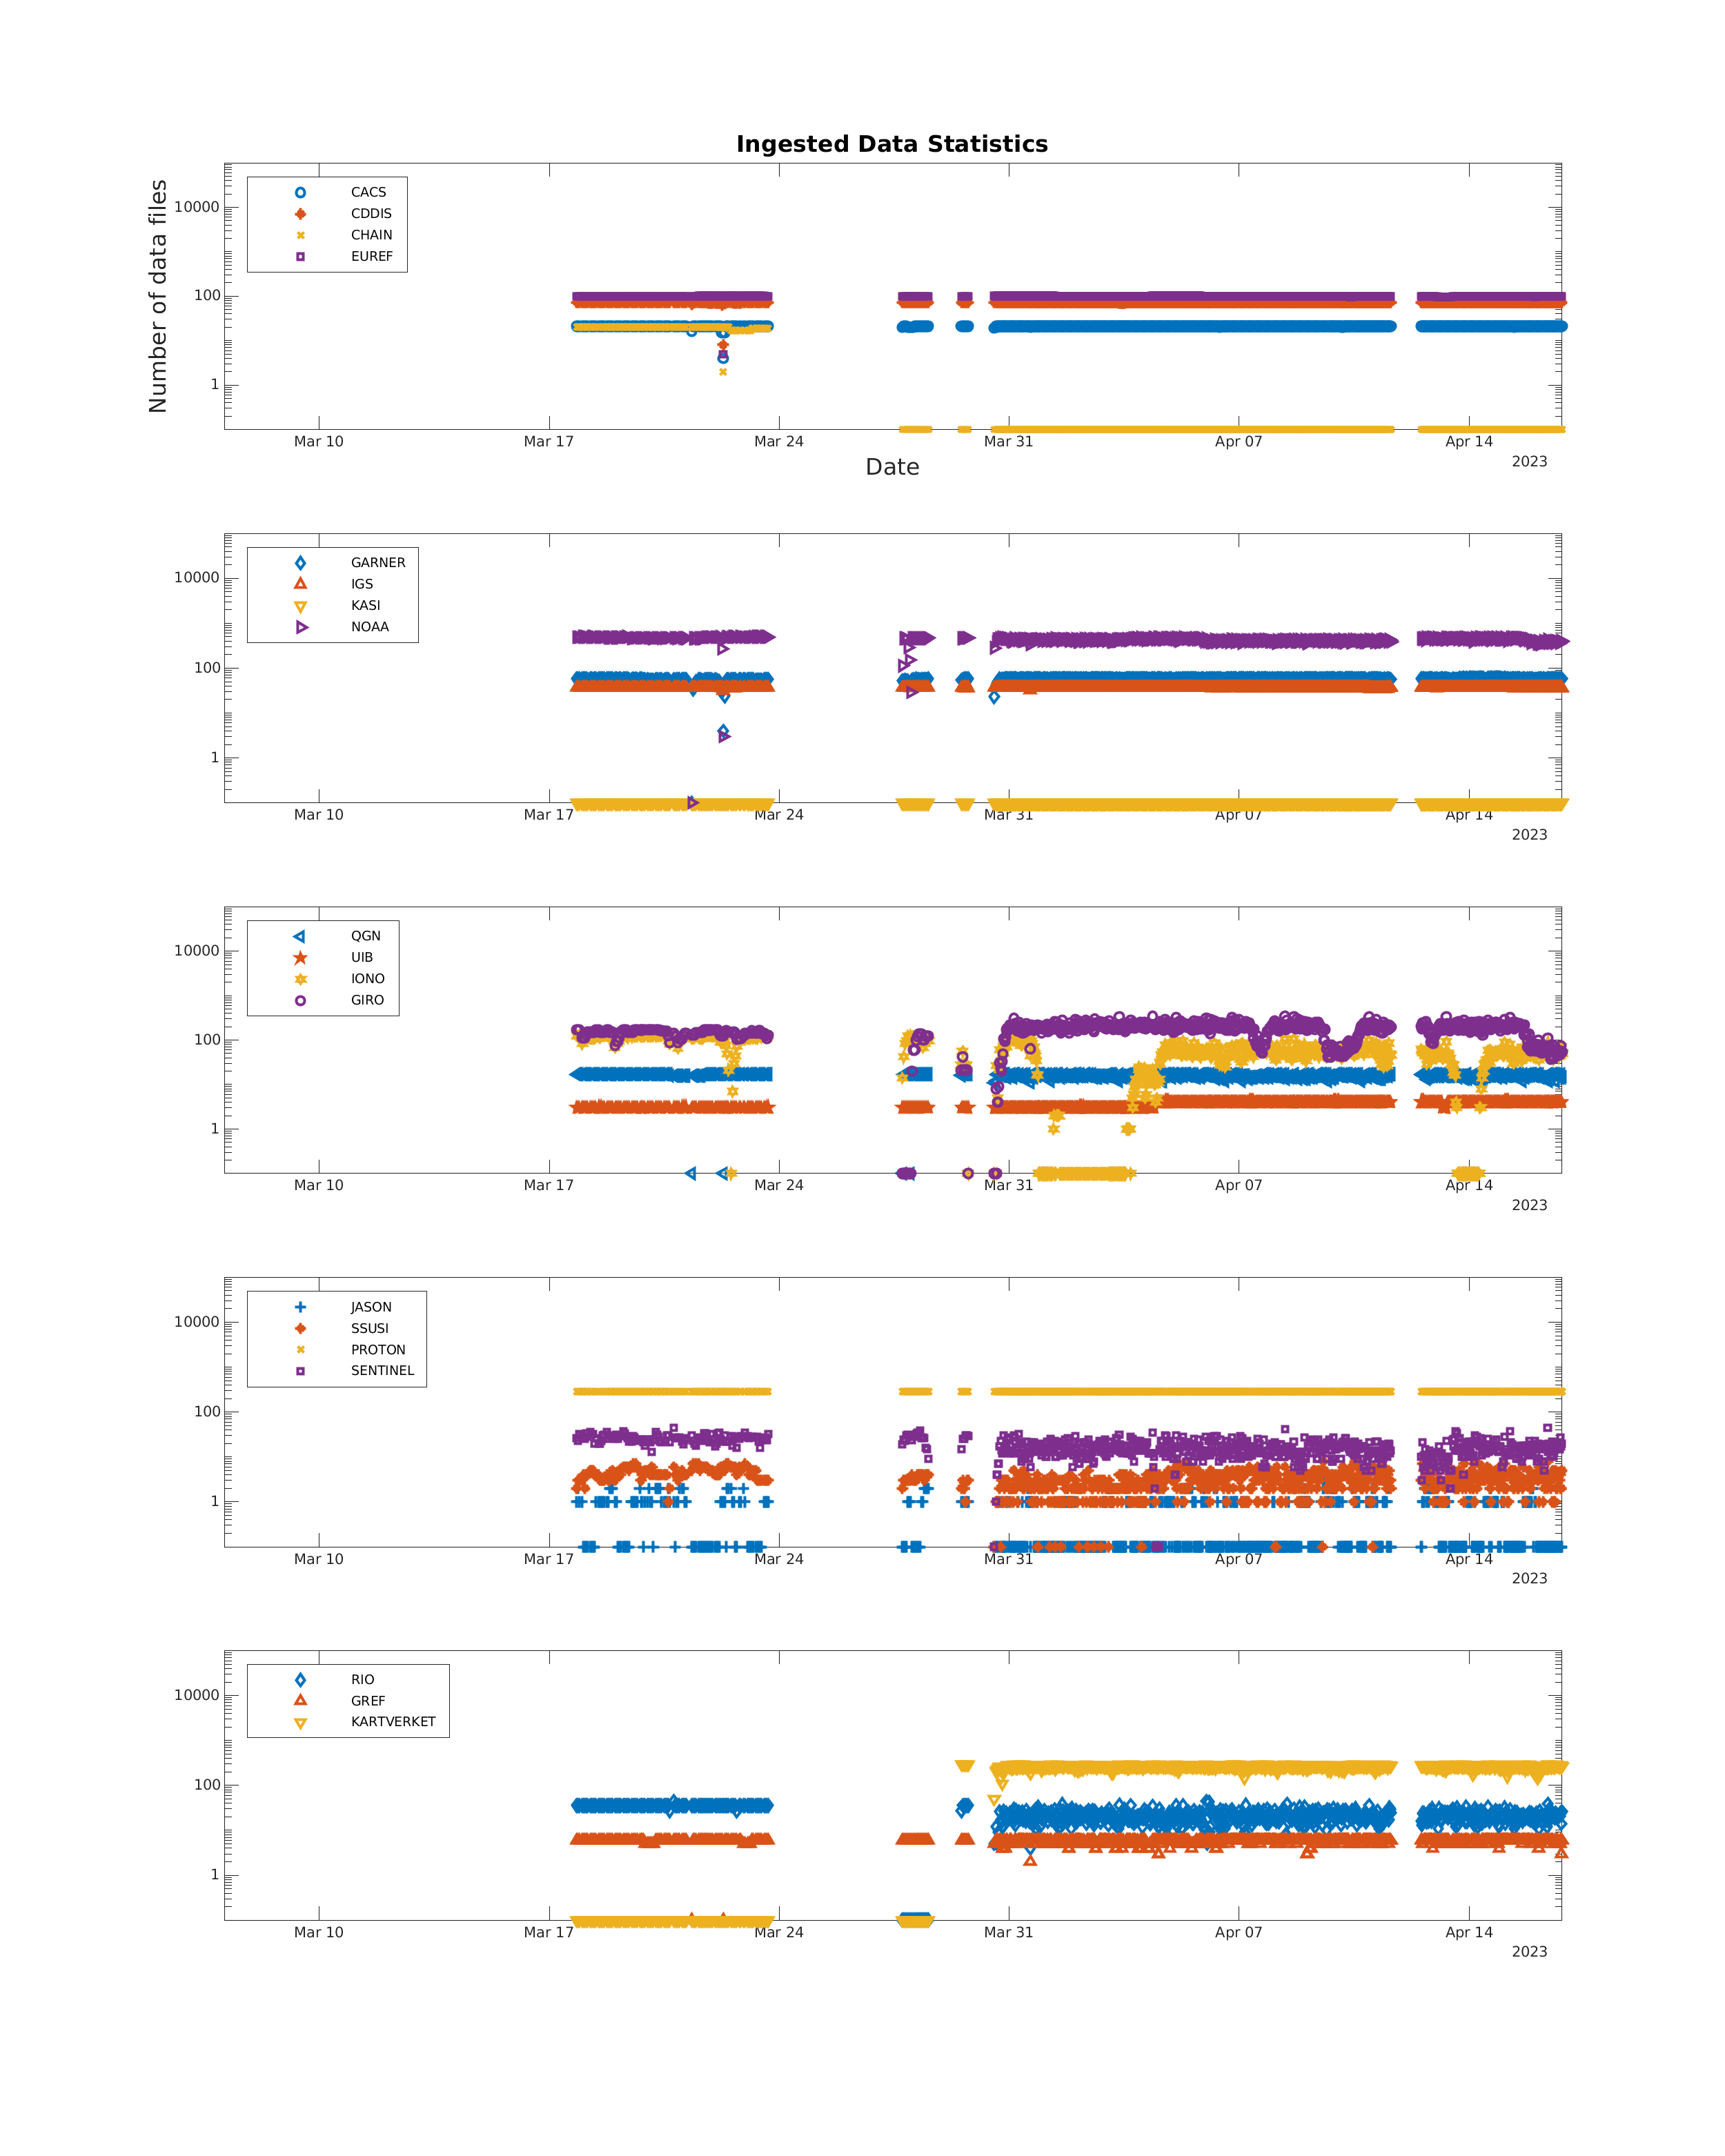 Ingested Data Statistics
Number of data files
10000
100
1
CACS
CDDIS
CHAIN
EUREF
Mar 10 Mar 17 Mar 24 Mar 31 Apr 07 Apr 14
2023
Date
10000
100
1
GARNER
IGS
KASI
NOAA
Mar 10 Mar 17 Mar 24 Mar 31 Apr 07 Apr 14
2023
10000
100
1
QGN
UIB
IONO
GIRO
Mar 10 Mar 17 Mar 24 Mar 31 Apr 07 Apr 14
2023
10000
100
1
JASON
SSUSI
PROTON
SENTINEL
Mar 10 Mar 17 Mar 24 Mar 31 Apr 07 Apr 14
2023
10000
100
1
RIO
GREF
KARTVERKET
Mar 10 Mar 17 Mar 24 Mar 31 Apr 07 Apr 14
2023